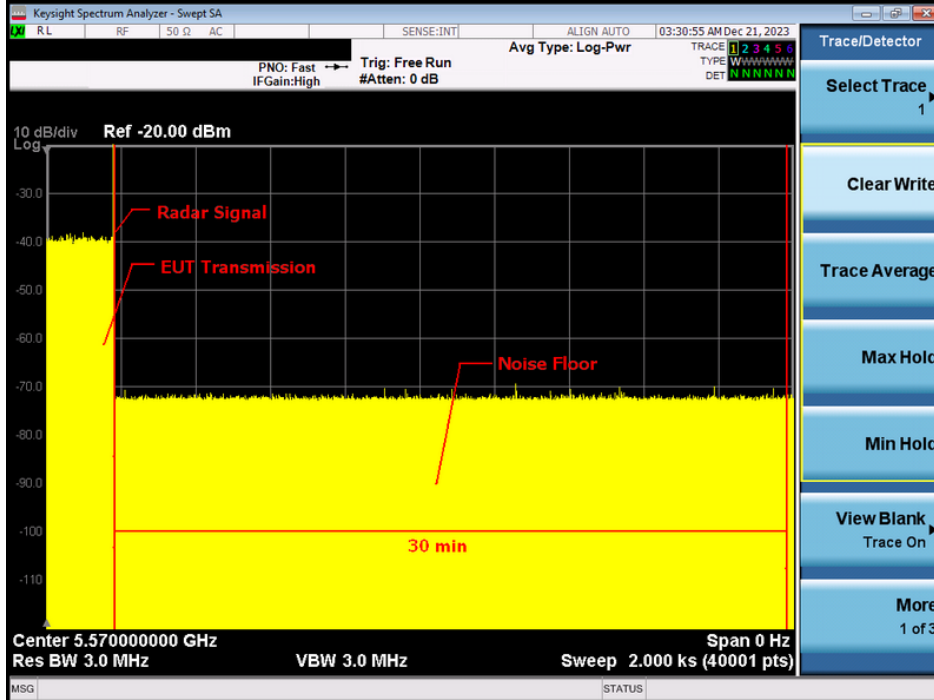 Keysight Spectrum Analyzer - Swept SA
LXI RL RF 50 Ω AC SENSE:INT ALIGN AUTO 03:30:55 AM Dec 21, 2023
Avg Type: Log-Pwr
TRACE 1 2 3 4 5 6
TYPE WWWWWW
DET N N N N N N
PNO: Fast
IFGain:High
Trig: Free Run
#Atten: 0 dB
10 dB/div
Log
Ref -20.00 dBm
-30.0
-40.0
-50.0
-60.0
-70.0
-80.0
-90.0
-100
-110
Radar Signal
EUT Transmission
Noise Floor
30 min
Center 5.570000000 GHz
Span 0 Hz
Res BW 3.0 MHz
VBW 3.0 MHz
Sweep 2.000 ks (40001 pts)
MSG
STATUS
Trace/Detector
Select Trace
1
Clear Write
Trace Average
Max Hold
Min Hold
View Blank
Trace On
More
1 of 3